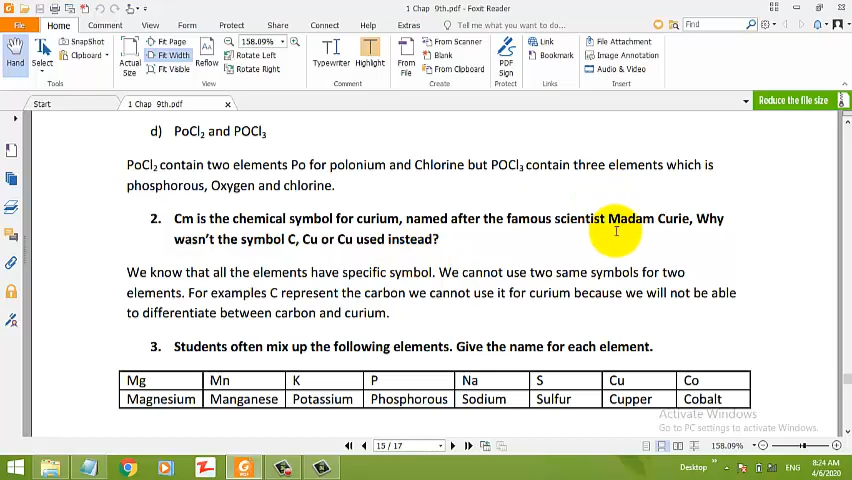 1 Chap 9th.pdf - Foxit Reader
File Home Comment View Form Protect Share Connect Help Extras Tell me what you want to do... Find
Hand Select SnapShot Clipboard Actual Size Fit Page Fit Width Fit Visible Reflow 158.09% Rotate Left Rotate Right Typewriter Highlight From File From Scanner Blank From Clipboard PDF Sign Link Bookmark File Attachment Image Annotation Audio & Video
Tools View Comment Create Protect Links Insert
Start 1 Chap 9th.pdf Reduce the file size
d) PoCl₂ and POCl₃
PoCl₂ contain two elements Po for polonium and Chlorine but POCl₃ contain three elements which is
phosphorous, Oxygen and chlorine.
2. Cm is the chemical symbol for curium, named after the famous scientist Madam Curie, Why
wasn't the symbol C, Cu or Cu used instead?
We know that all the elements have specific symbol. We cannot use two same symbols for two
elements. For examples C represent the carbon we cannot use it for curium because we will not be able
to differentiate between carbon and curium.
3. Students often mix up the following elements. Give the name for each element.
Mg Mn K P Na S Cu Co
Magnesium Manganese Potassium Phosphorous Sodium Sulfur Cupper Cobalt
Activate Windows
Go to PC settings to activate Windows.
15 / 17 158.09%
Desktop ENG 8:24 AM
4/6/2020